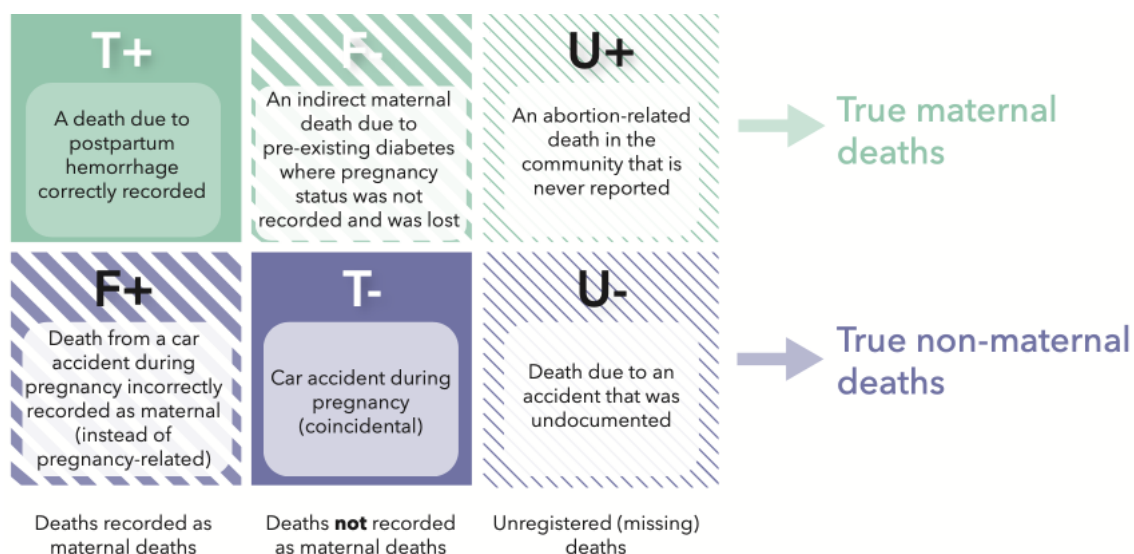 T+
A death due to
postpartum
hemorrhage
correctly recorded
F-
An indirect maternal
death due to
pre-existing diabetes
where pregnancy
status was not
recorded and was lost
U+
An abortion-related
death in the
community that is
never reported
True maternal
deaths
F+
Death from a car
accident during
pregnancy incorrectly
recorded as maternal
(instead of
pregnancy-related)
T-
Car accident during
pregnancy
(coincidental)
U-
Death due to an
accident that was
undocumented
True non-maternal
deaths
Deaths recorded as
maternal deaths
Deaths not recorded
as maternal deaths
Unregistered (missing)
deaths